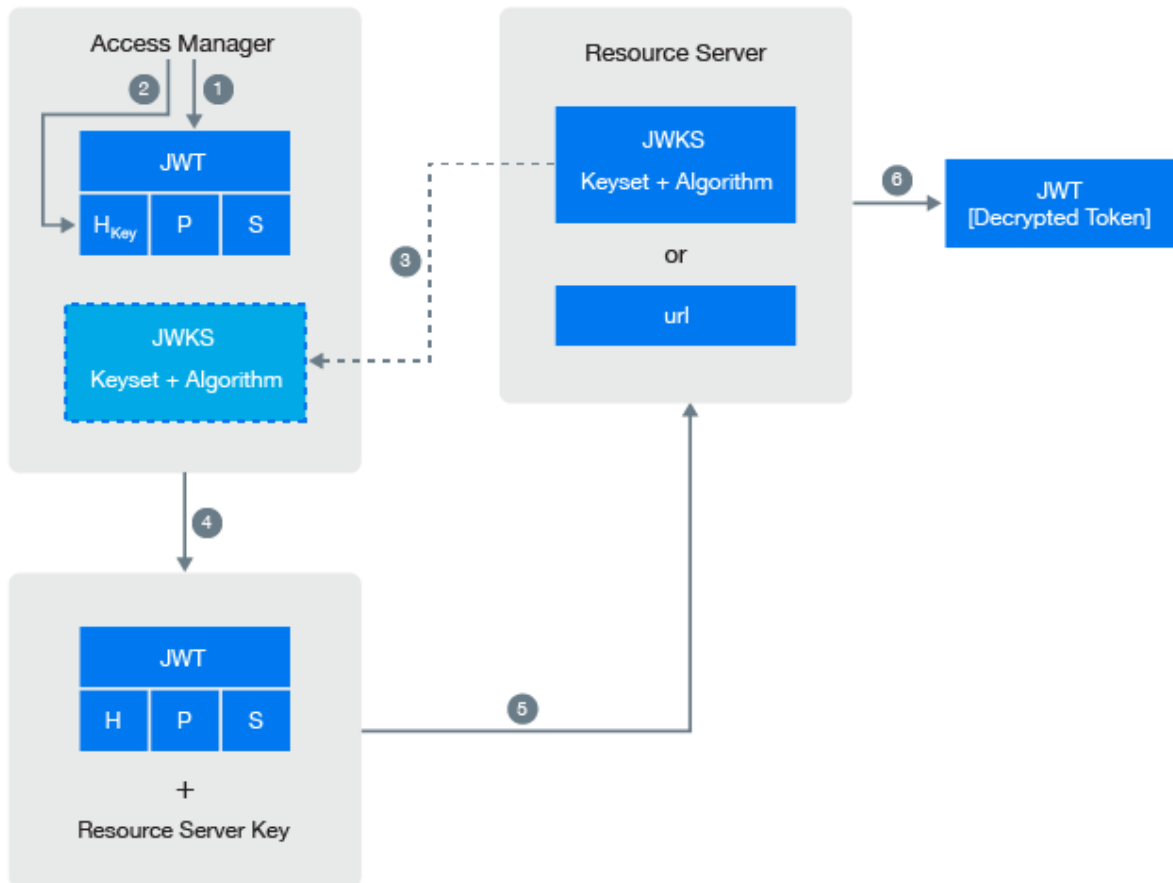 Access Manager
2
1
JWT
H Key
P
S
JWKS
Keyset + Algorithm
3
Resource Server
JWKS
Keyset + Algorithm
or
url
6
JWT
[Decrypted Token]
4
JWT
H
P
S
+
Resource Server Key
5